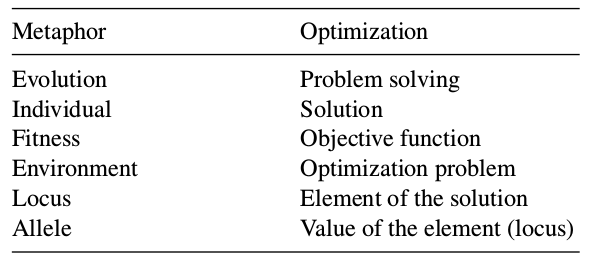 Metaphor Optimization
Evolution Problem solving
Individual Solution
Fitness Objective function
Environment Optimization problem
Locus Element of the solution
Allele Value of the element (locus)